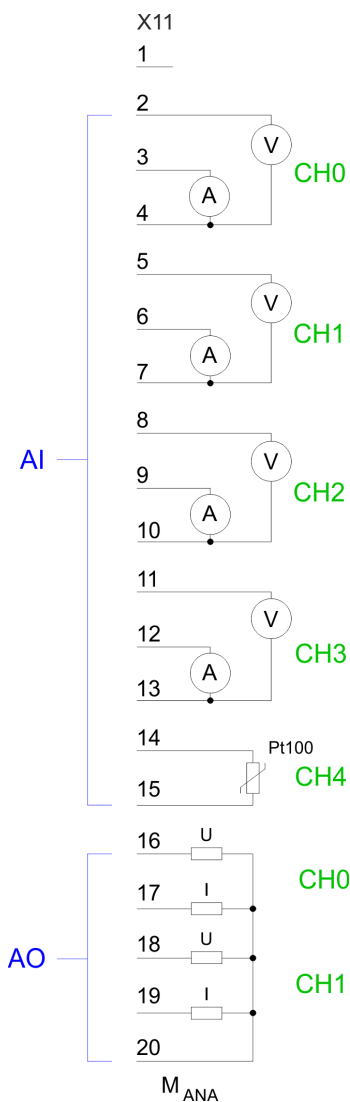 X11
1
2
V
3
CH0
A
4
5
V
6
CH1
A
7
8
V
AI
9
CH2
A
10
11
V
12
CH3
A
13
14
Pt100
CH4
15
16 U
CH0
17 I
18 U
AO
CH1
19 I
20
M ANA